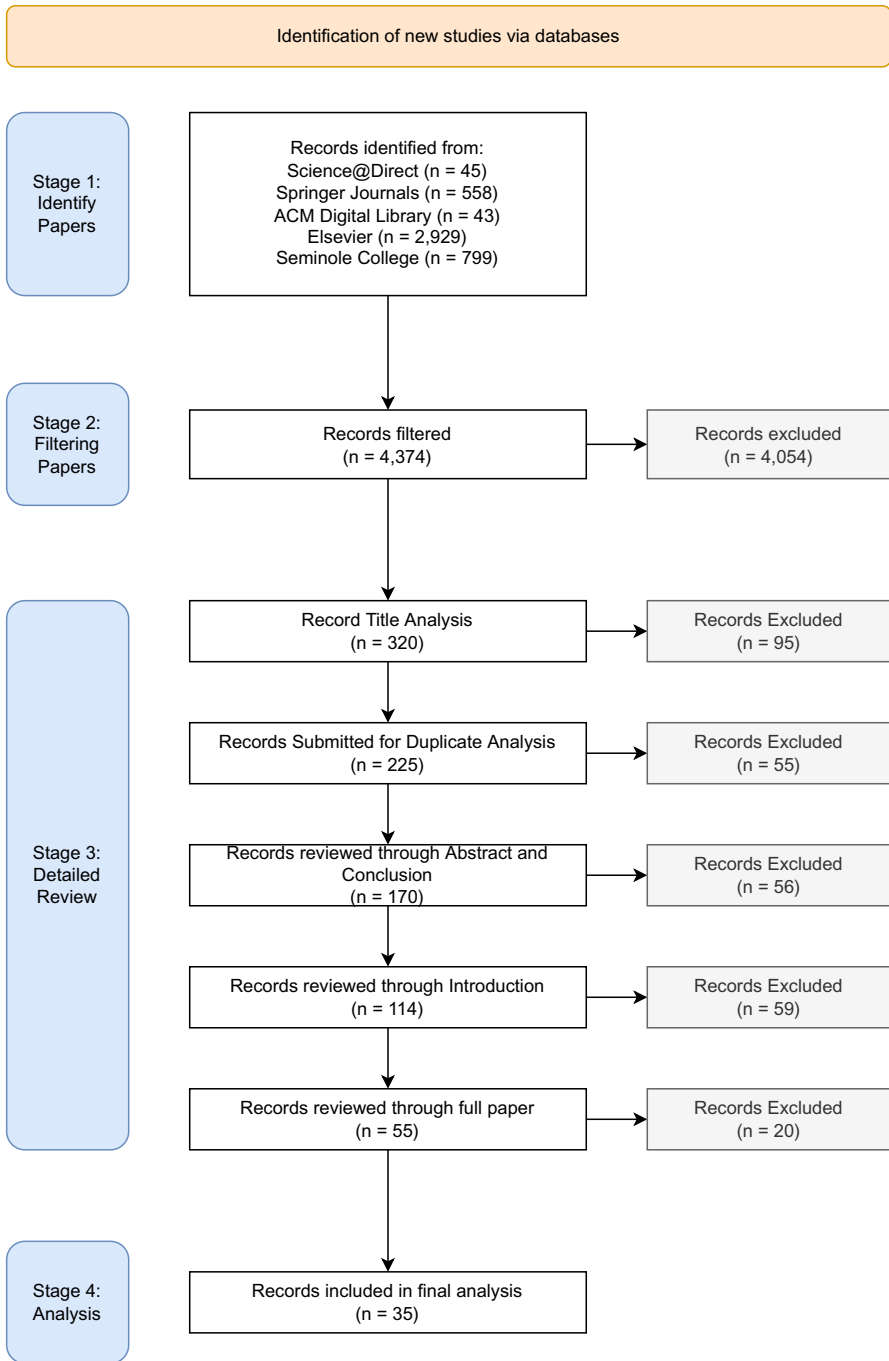 Identification of new studies via databases
Stage 1:
Identify
Papers
Records identified from:
Science@Direct (n = 45)
Springer Journals (n = 558)
ACM Digital Library (n = 43)
Elsevier (n = 2,929)
Seminole College (n = 799)
Stage 2:
Filtering
Papers
Records filtered
(n = 4,374)
Records excluded
(n = 4,054)
Stage 3:
Detailed
Review
Record Title Analysis
(n = 320)
Records Excluded
(n = 95)
Records Submitted for Duplicate Analysis
(n = 225)
Records Excluded
(n = 55)
Records reviewed through Abstract and
Conclusion
(n = 170)
Records Excluded
(n = 56)
Records reviewed through Introduction
(n = 114)
Records Excluded
(n = 59)
Records reviewed through full paper
(n = 55)
Records Excluded
(n = 20)
Stage 4:
Analysis
Records included in final analysis
(n = 35)